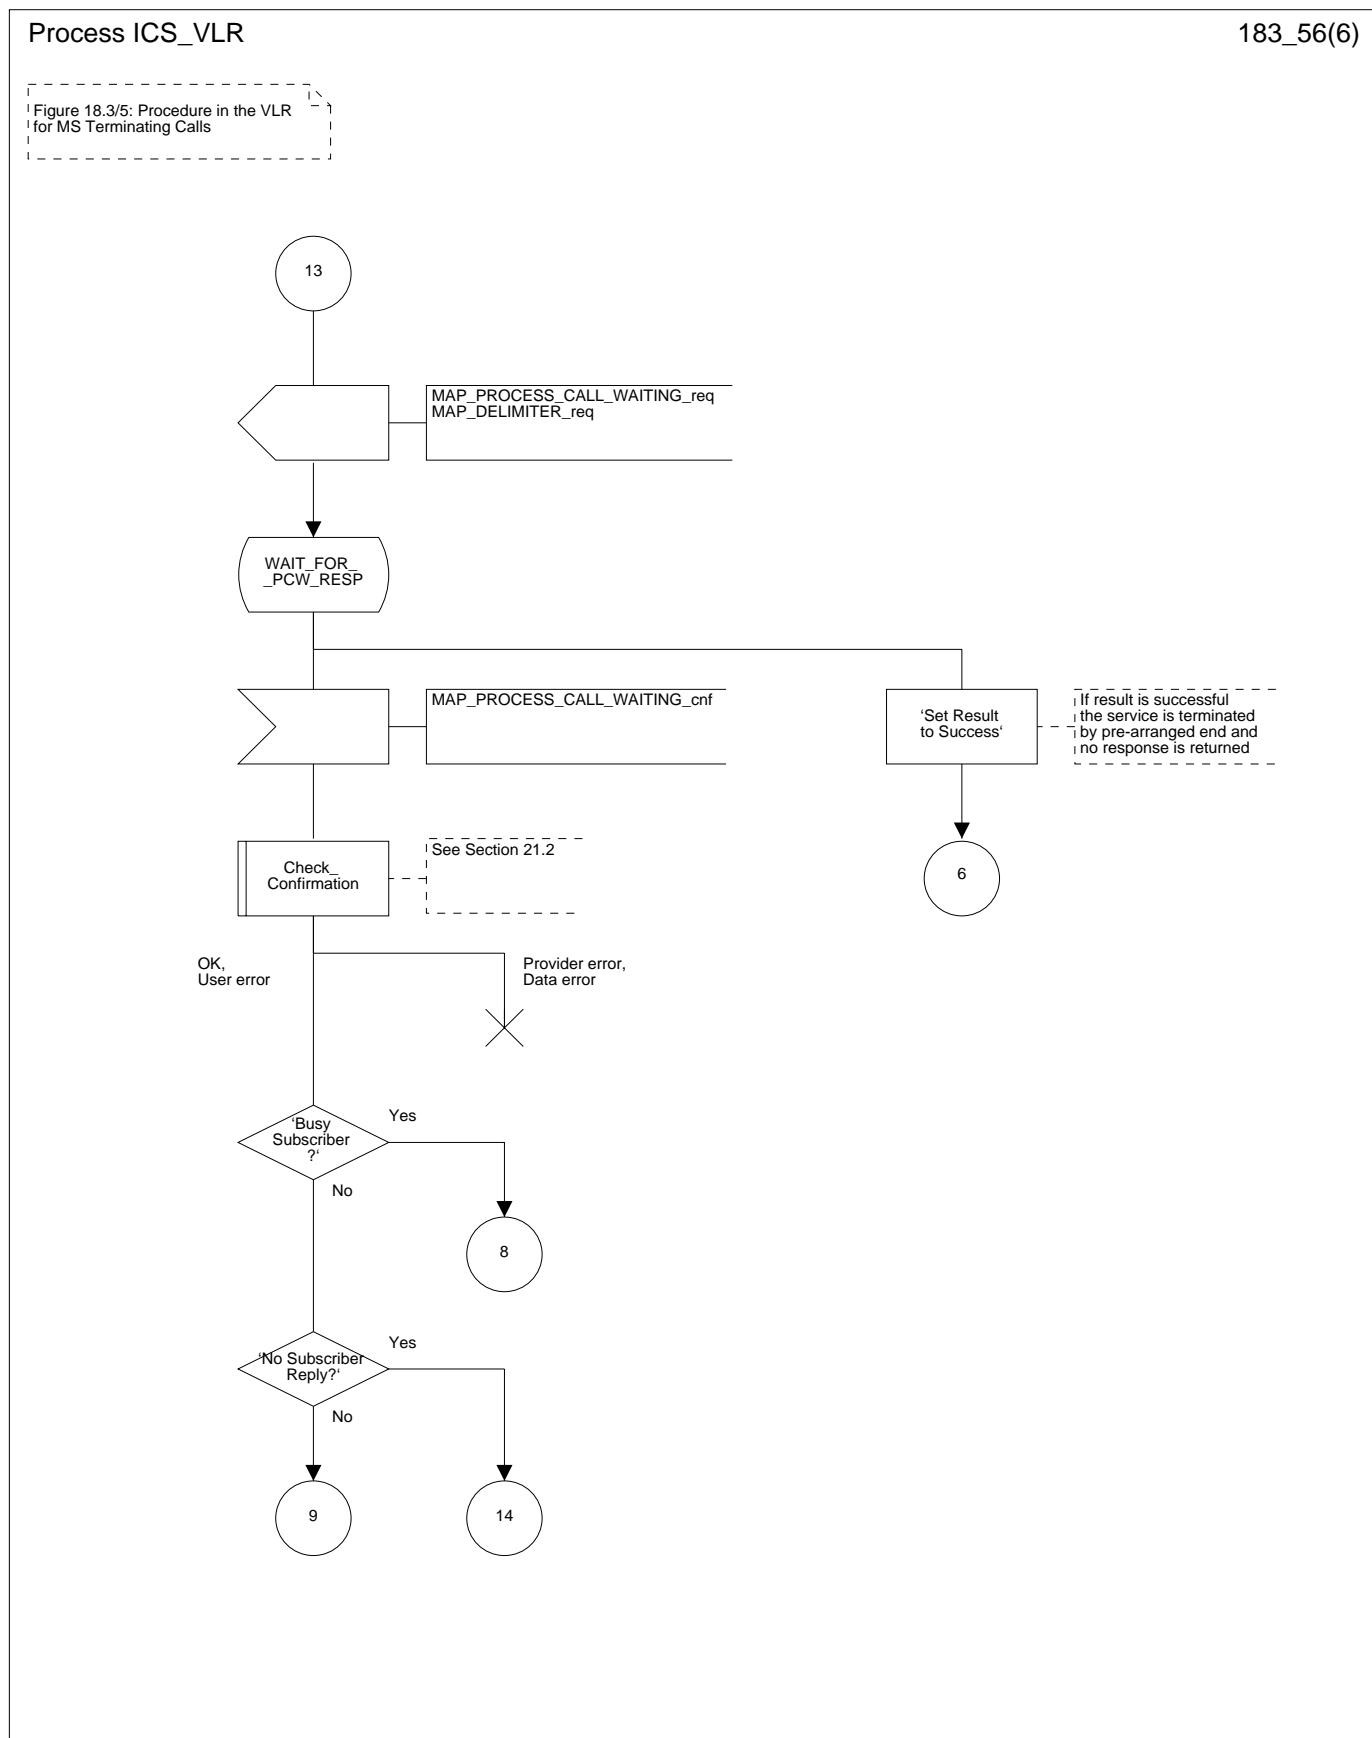 Process ICS_VLR
183_56(6)
Figure 18.3/5: Procedure in the VLR
for MS Terminating Calls
13
MAP_PROCESS_CALL_WAITING_req
MAP_DELIMITER_req
WAIT_FOR_
_PCW_RESP
MAP_PROCESS_CALL_WAITING_cnf
‘Set Result
to Success‘
If result is successful
the service is terminated
by pre-arranged end and
no response is returned
Check_
Confirmation
See Section 21.2
6
OK,
User error
Provider error,
Data error
‘Busy
Subscriber
?‘
Yes
No
8
‘No Subscriber
Reply?‘
Yes
No
9
14